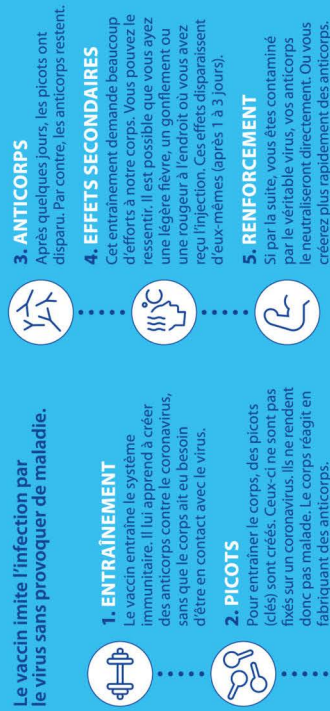 Le vaccin imite l'infection par
le virus sans provoquer de maladie.
1. ENTRAÎNEMENT
Le vaccin entraîne le système
immunitaire. Il lui apprend à créer
des anticorps contre le coronavirus,
sans que le corps ait eu besoin
d'être en contact avec le virus.
2. PICOTS
Pour entraîner le corps, des picots
(clés) sont créés. Ceux-ci ne sont pas
fixés sur un coronavirus. Ils ne rendent
donc pas malade. Le corps réagit en
fabriquant des anticorps.
3. ANTICORPS
Après quelques jours, les picots ont
disparu. Par contre, les anticorps restent.
4. EFFETS SECONDAIRES
Cet entraînement demande beaucoup
d'éfforts à notre corps. Vous pouvez le
ressentir. Il est possible que vous ayez
une légère fièvre, un gonflement ou
une rougeur à l'endroit où vous avez
reçu l'injection. Ces effets disparaissent
d'eux-mêmes (après 1 à 3 jours).
°C
5. RENFORCEMENT
Si par la suite, vous êtes contaminé
par le véritable virus, vos anticorps
le neutraliseront directement. Ou vous
créerez plus rapidement des anticorps.